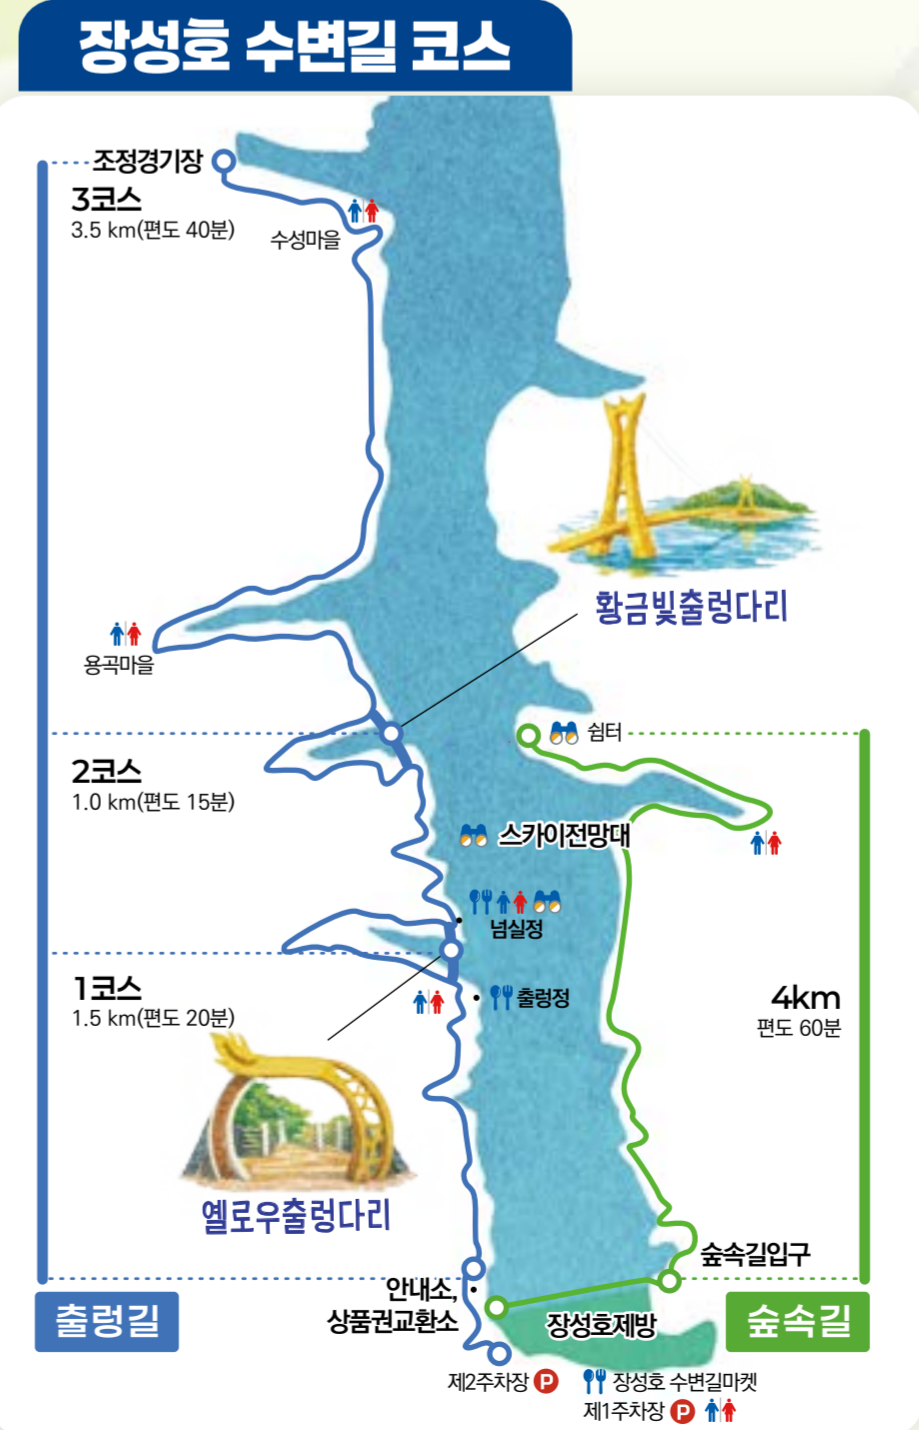 장성호 수변길 코스
조정경기장
3코스
3.5 km(편도 40분)
수성마을
황금빛출렁다리
용곡마을
쉼터
2코스
1.0 km(편도 15분)
스카이전망대
넘실정
1코스
1.5 km(편도 20분)
출렁정
4km
편도 60분
옐로우출렁다리
숲속길입구
안내소,
상품권교환소
장성호제방
출렁길
숲속길
제2주차장 P
장성호 수변길마켓
제1주차장 P